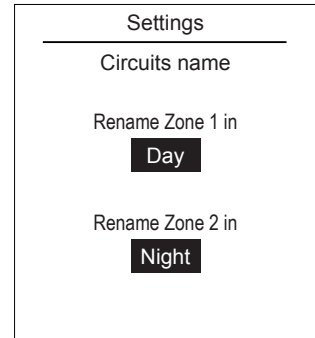 Settings
Circuits name
Rename Zone 1 in
Day
Rename Zone 2 in
Night